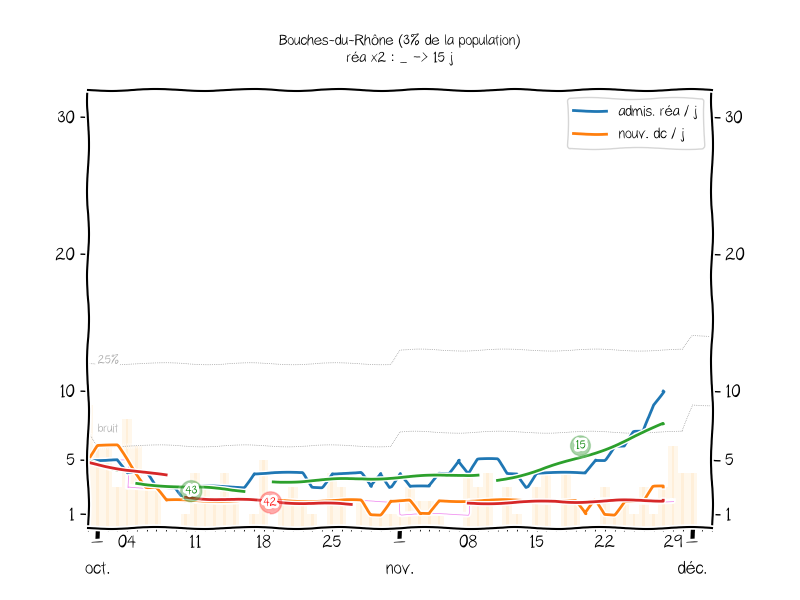 Bouches-du-Rhône (3% de la population)
réa x2 : _ -> 15 j
admis. réa / j
nouv. dc / j
30
30
20
20
25%
10
10
bruit
15
5
5
43
42
1
1
04 11 18 25 08 15 22 29
oct. nov. déc.